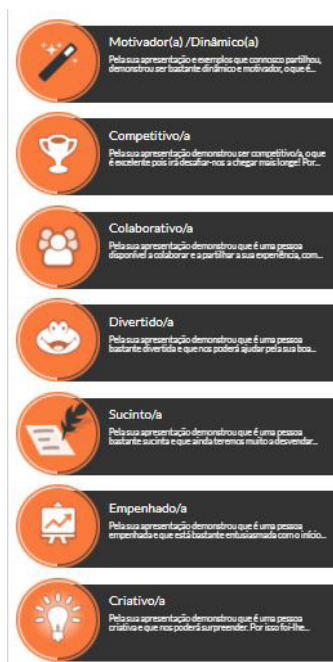 Motivador(a) /Dinâmico(a)
Pela sua apresentação e exemplos que connosco partilhou,
demonstrou ser bastante dinâmico e motivador, o que é...
Competitivo/a
Pela sua apresentação demonstrou ser competitivo/a, o que
é excelente pois irá desafiar-nos a chegar mais longe! Por...
Colaborativo/a
Pela sua apresentação demonstrou que é uma pessoa
disponível a colaborar e a partilhar a sua experiência, com...
Divertido/a
Pela sua apresentação demonstrou que é uma pessoa
bastante divertida e que nos poderá ajudar pela sua boa...
Sucinto/a
Pela sua apresentação demonstrou que é uma pessoa
bastante sucinta e que ainda teremos muito a desvendar...
Empenhado/a
Pela sua apresentação demonstrou que é uma pessoa
empenhada e que está bastante entusiasmada com o início...
Criativo/a
Pela sua apresentação demonstrou que é uma pessoa
criativa e que nos poderá surpreender. Por isso foi-lhe...